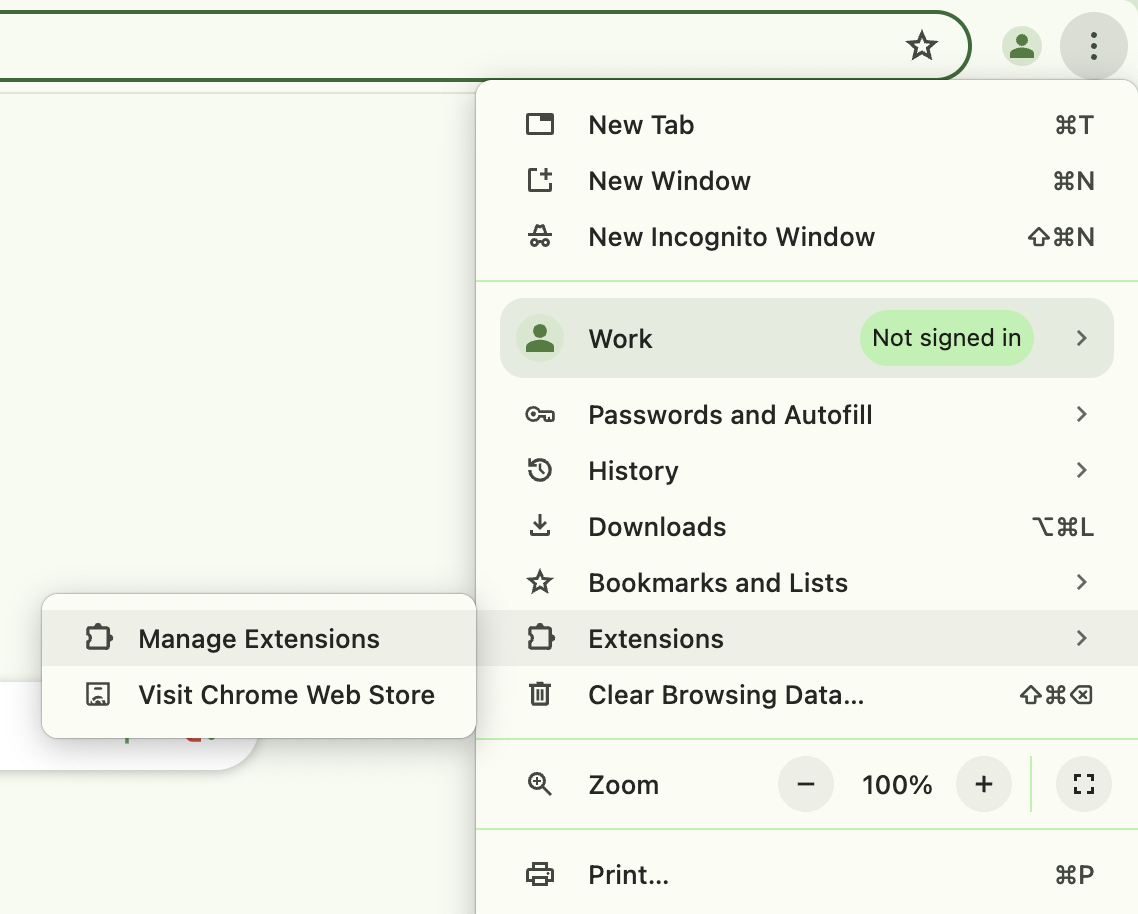 New Tab ⌘T
New Window ⌘N
New Incognito Window ⇧⌘N
Work Not signed in
Passwords and Autofill
History
Downloads ⌥⌘L
Bookmarks and Lists
Extensions
Manage Extensions
Visit Chrome Web Store
Clear Browsing Data... ⇧⌘⌫
Zoom − 100% +
Print... ⌘P